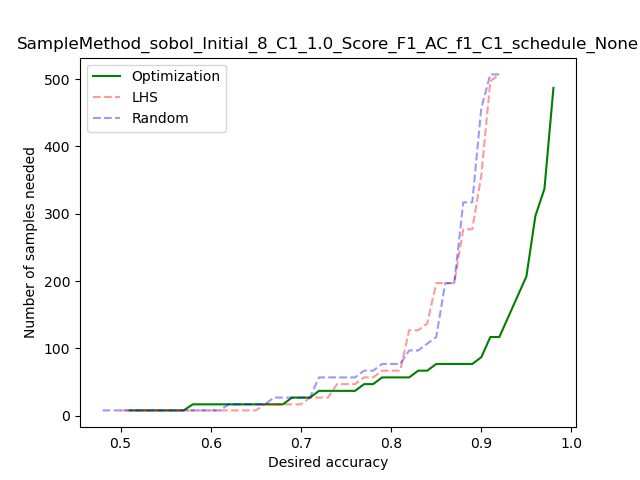 SampleMethod_sobol_Initial_8_C1_1.0_Score_F1_AC_f1_C1_schedule_None
Optimization
LHS
Random
Number of samples needed
500
400
300
200
100
0
0.5 0.6 0.7 0.8 0.9 1.0
Desired accuracy